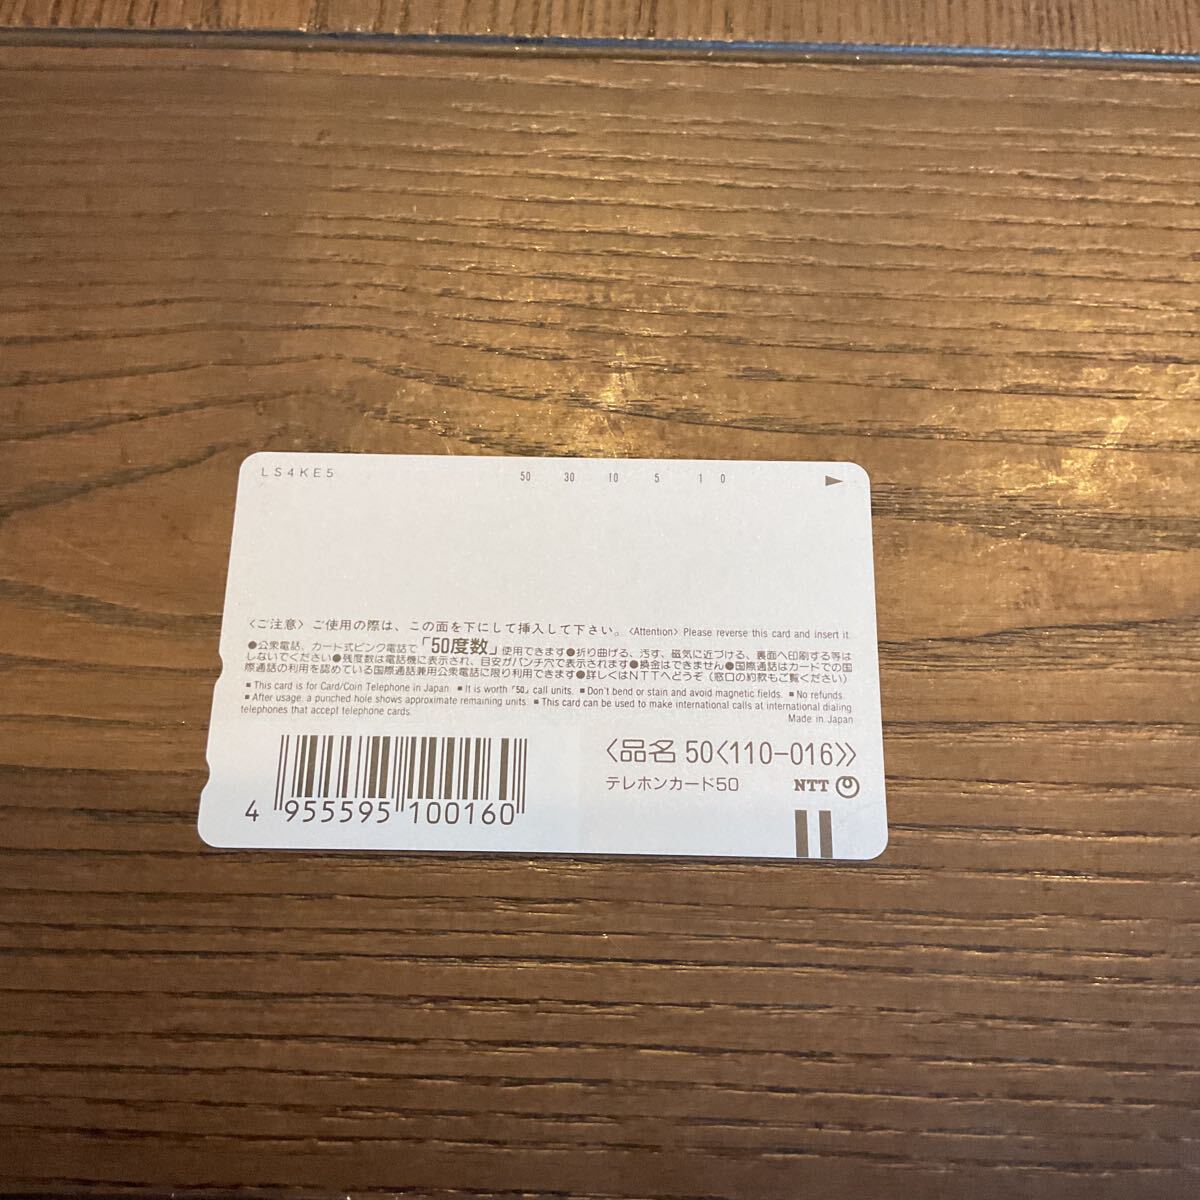 LS4KE5 50 30 10 5 1 0 ▶
〈ご注意〉ご使用の際は、この面を下にして挿入して下さい。〈Attention〉Please reverse this card and insert it.
●公衆電話、カード式ピンク電話で「50度数」使用できます●折り曲げる、汚す、磁気に近づける、裏面へ印刷する等は
しないでください●残度数は電話機に表示され、目安がパンチ穴で表示されます●換金はできません●国際通話はカードでの国
際通話の利用を認めている国際通話兼用公衆電話に限り利用できます●詳しくはNTTへどうぞ（窓口の約款もご覧ください）
■ This card is for Card/Coin Telephone in Japan. ■ It is worth「50」call units. ■ Don't bend or stain and avoid magnetic fields. ■ No refunds.
■ After usage, a punched hole shows approximate remaining units. ■ This card can be used to make international calls at international dialing
telephones that accept telephone cards.
Made in Japan
〈品名 50〈110-016〉〉
テレホンカード50 NTT
4 955595 100160